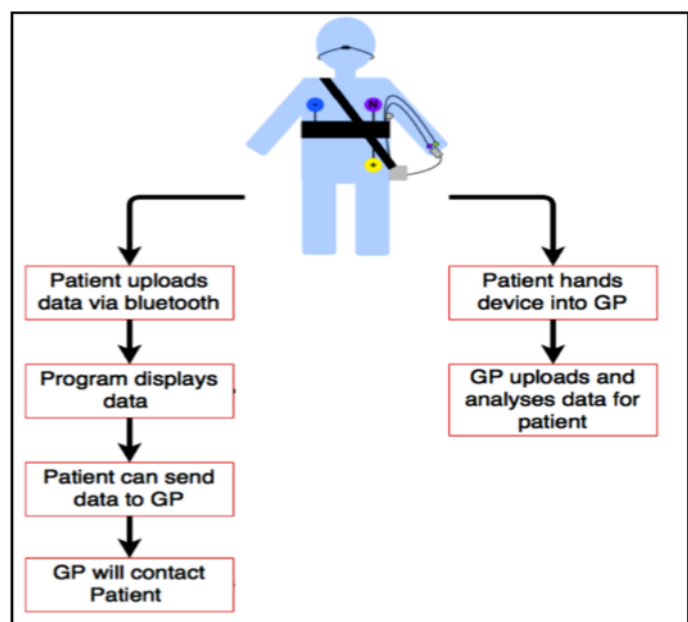 -
N
+
Patient uploads
data via bluetooth
Program displays
data
Patient can send
data to GP
GP will contact
Patient
Patient hands
device into GP
GP uploads and
analyses data for
patient